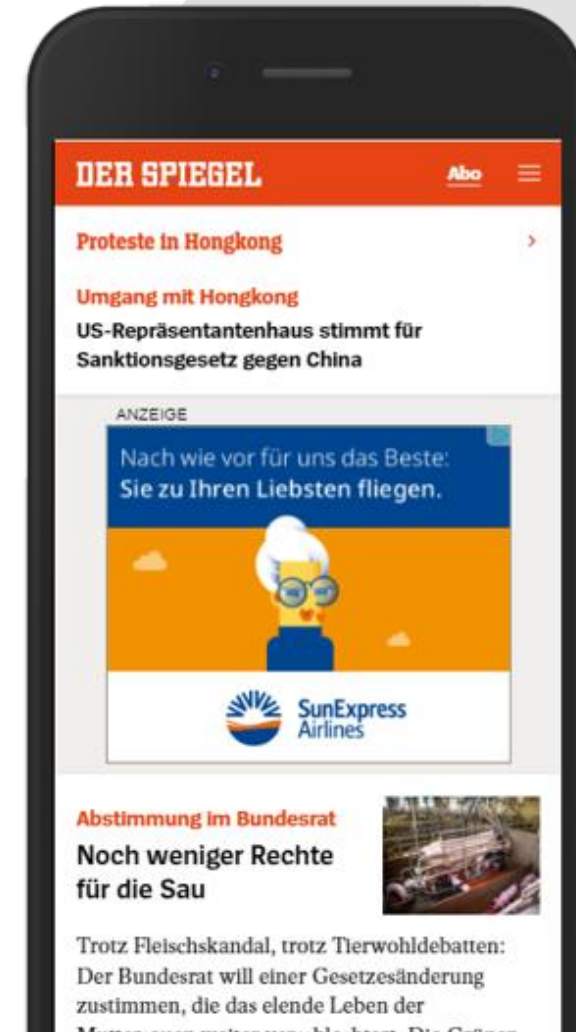 DER SPIEGEL Abo
Proteste in Hongkong
Umgang mit Hongkong
US-Repräsentantenhaus stimmt für
Sanktionsgesetz gegen China
ANZEIGE
Nach wie vor für uns das Beste:
Sie zu Ihren Liebsten fliegen.
SunExpress
Airlines
Abstimmung im Bundesrat
Noch weniger Rechte
für die Sau
Trotz Fleischskandal, trotz Tierwohldebatten:
Der Bundesrat will einer Gesetzesänderung
zustimmen, die das elende Leben der